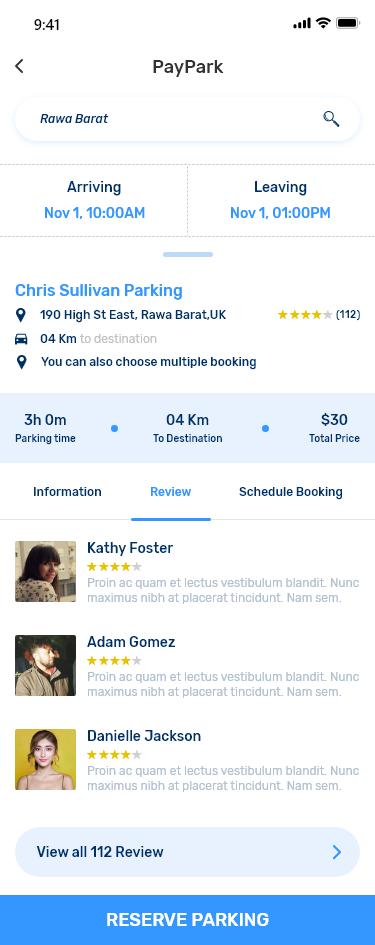 9:41
PayPark
Rawa Barat
Arriving
Leaving
Nov 1, 10:00AM
Nov 1, 01:00PM
Chris Sullivan Parking
190 High St East, Rawa Barat,UK
(112)
04 Km to destination
You can also choose multiple booking
3h 0m
04 Km
$30
Parking time
To Destination
Total Price
Information
Review
Schedule Booking
Kathy Foster
Proin ac quam et lectus vestibulum blandit. Nunc
maximus nibh at placerat tincidunt. Nam sem.
Adam Gomez
Proin ac quam et lectus vestibulum blandit. Nunc
maximus nibh at placerat tincidunt. Nam sem.
Danielle Jackson
Proin ac quam et lectus vestibulum blandit. Nunc
maximus nibh at placerat tincidunt. Nam sem.
View all 112 Review
RESERVE PARKING